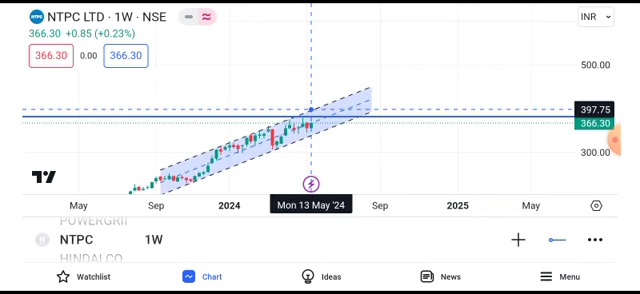 NTPC NTPC LTD · 1W · NSE
INR
366.30 +0.85 (+0.23%)
366.30 0.00 366.30
500.00
397.75
366.30
300.00
May Sep 2024 Mon 13 May '24 Sep 2025 May
POWERGRI
N NTPC 1W
HINDALCO
Watchlist Chart Ideas News Menu